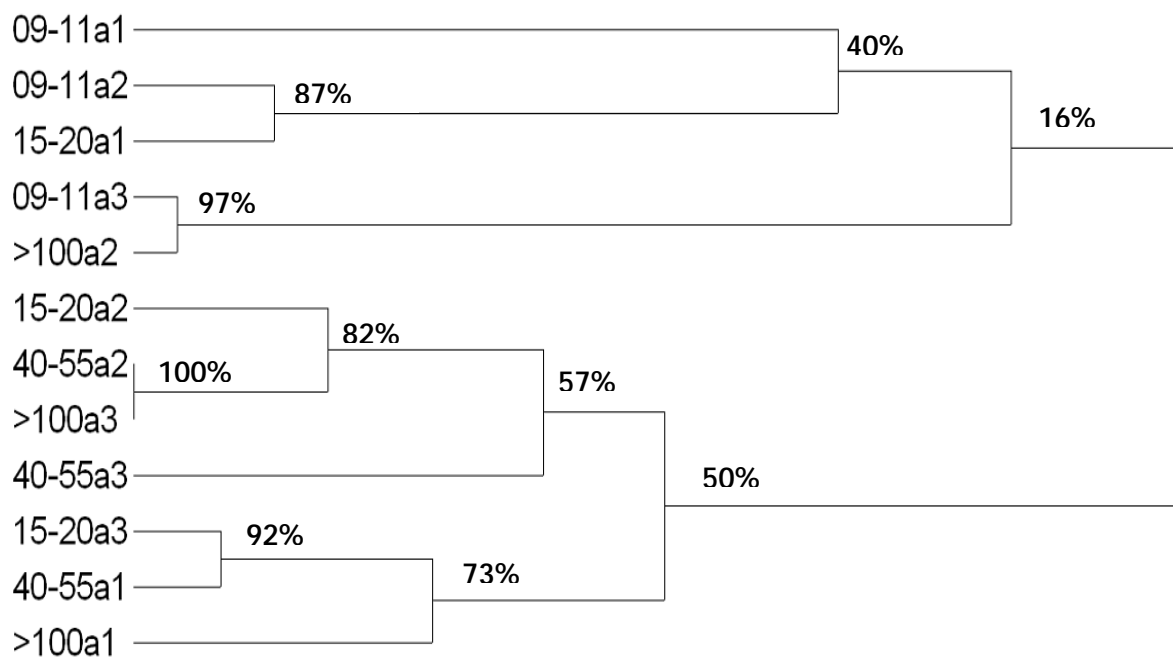 09-11a1
40%
09-11a2
87%
16%
15-20a1
09-11a3
97%
>100a2
15-20a2
82%
40-55a2
100%
57%
>100a3
40-55a3
50%
15-20a3
92%
40-55a1
73%
>100a1